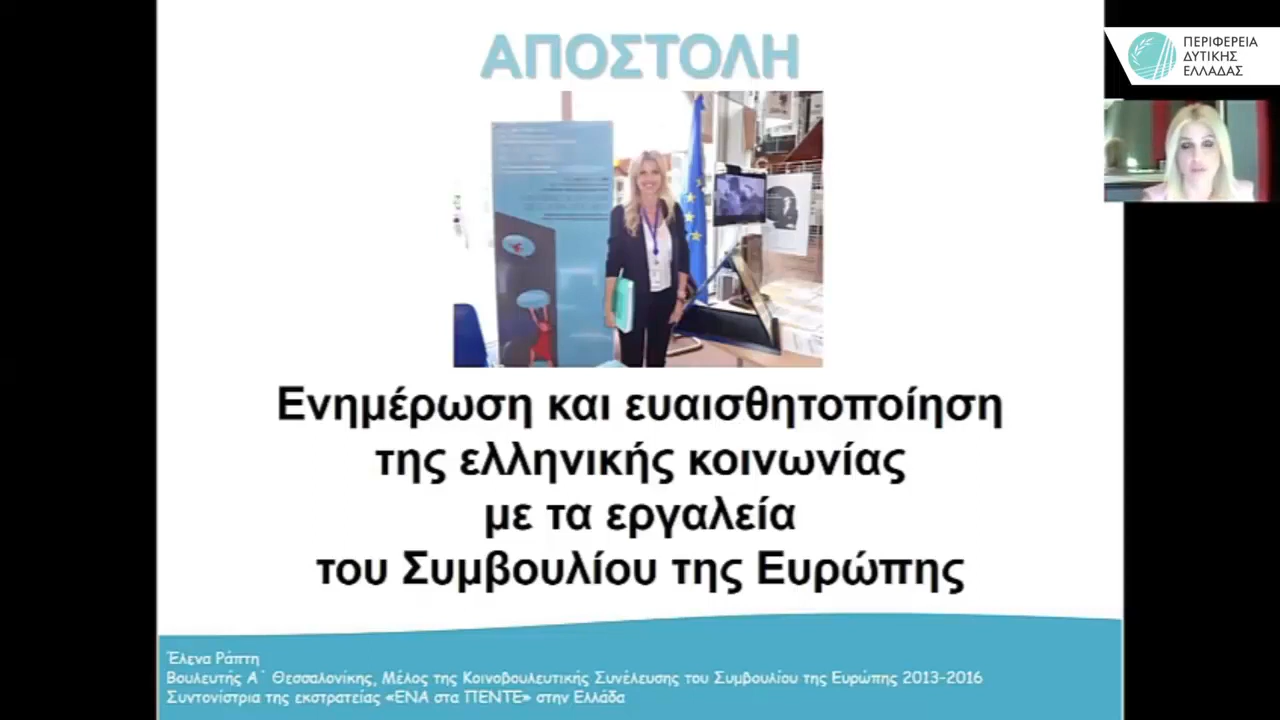 ΑΠΟΣΤΟΛΗ
ΠΕΡΙΦΕΡΕΙΑ
ΔΥΤΙΚΗΣ
ΕΛΛΑΔΑΣ
Ενημέρωση και ευαισθητοποίηση
της ελληνικής κοινωνίας
με τα εργαλεία
του Συμβουλίου της Ευρώπης
Έλενα Ράπτη
Βουλευτής Α΄ Θεσσαλονίκης, Μέλος της Κοινοβουλευτικής Συνέλευσης του Συμβουλίου της Ευρώπης 2013-2016
Συντονίστρια της εκστρατείας «ΕΝΑ στα ΠΕΝΤΕ» στην Ελλάδα